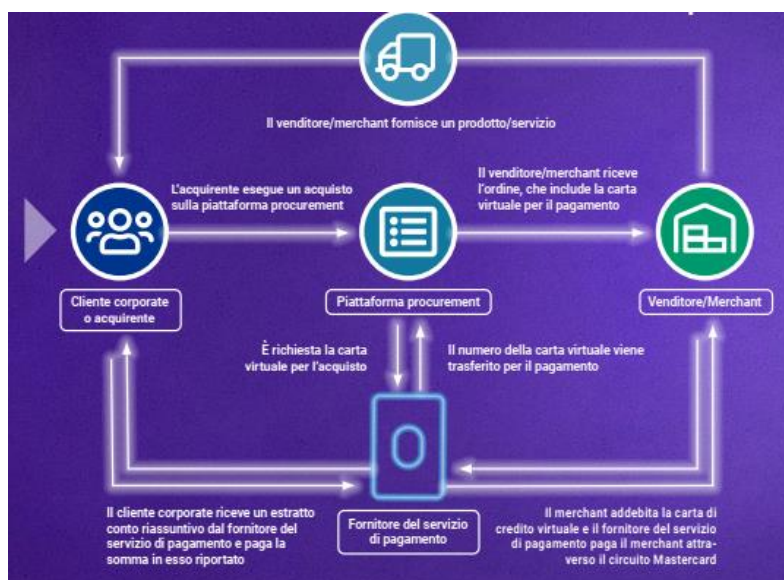 Il venditore/merchant fornisce un prodotto/servizio
L'acquirente esegue un acquisto
sulla piattaforma procurement
Il venditore/merchant riceve
l'ordine, che include la carta
virtuale per il pagamento
Cliente corporate
o acquirente
Piattaforma procurement
Venditore/Merchant
È richiesta la carta
virtuale per l'acquisto
Il numero della carta virtuale viene
trasferito per il pagamento
Il cliente corporate riceve un estratto
conto riassuntivo dal fornitore del
servizio di pagamento e paga la
somma in esso riportato
Fornitore del servizio
di pagamento
Il merchant addebita la carta di
credito virtuale e il fornitore del servizio
di pagamento paga il merchant attra-
verso il circuito Mastercard